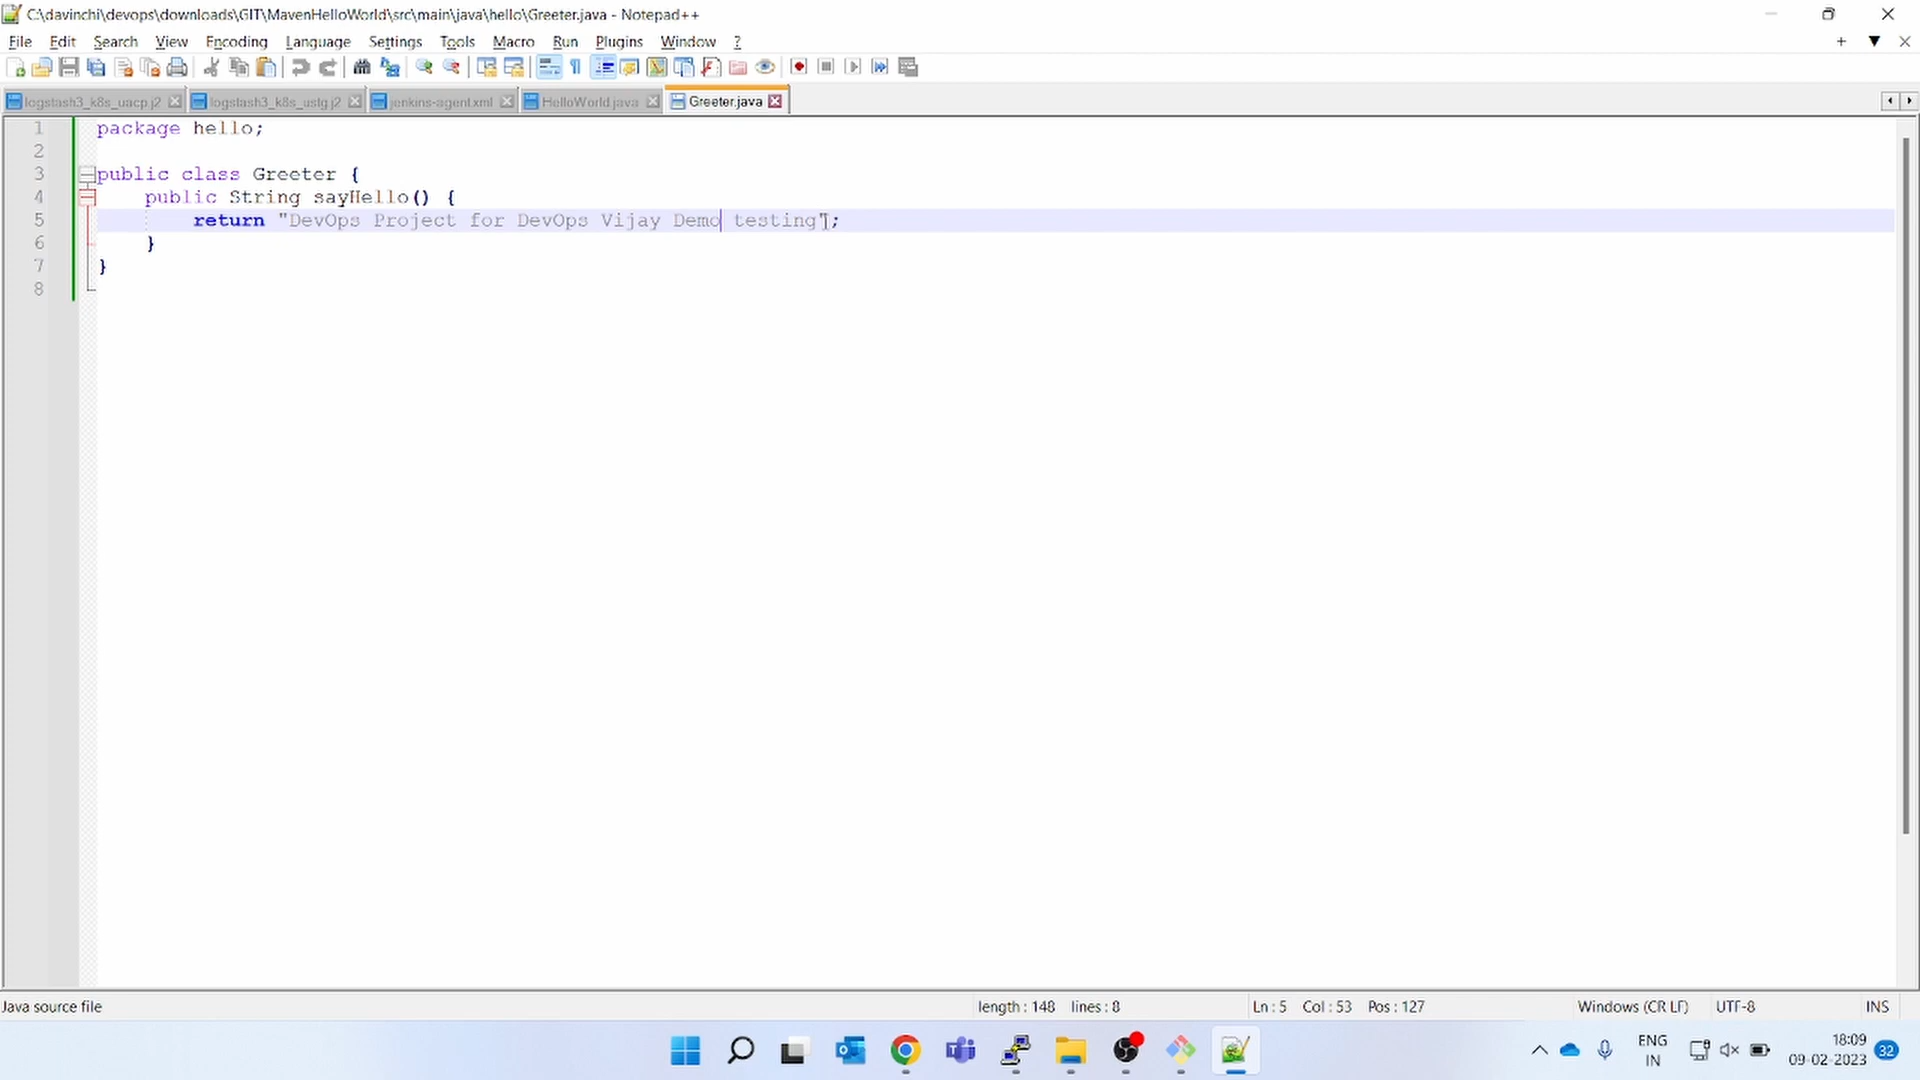 C:\davinchi\devops\downloads\GIT\MavenHelloWorld\src\main\java\hello\Greeter.java - Notepad++
File Edit Search View Encoding Language Settings Tools Macro Run Plugins Window ?
logstash3_k8s_uacp.j2 logstash3_k8s_ustg.j2 jenkins-agent.xml HelloWorld.java Greeter.java
1 package hello;
2
3 public class Greeter {
4 public String sayHello() {
5 return "DevOps Project for DevOps Vijay Demo testing";
6 }
7 }
8
Java source file length : 148 lines : 8 Ln : 5 Col : 53 Pos : 127 Windows (CR LF) UTF-8 INS
ENG
IN
18:09
09-02-2023
32